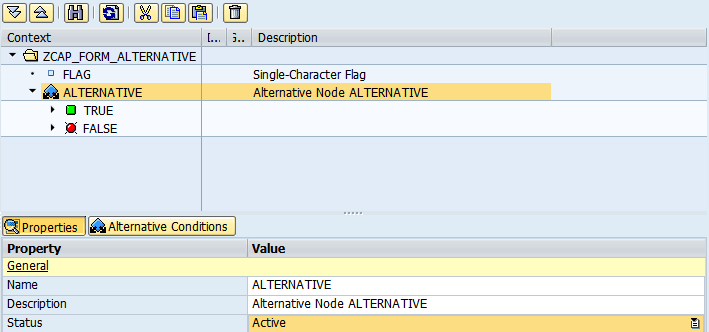 Context I... G... Description
ZCAP_FORM_ALTERNATIVE
FLAG Single-Character Flag
ALTERNATIVE Alternative Node ALTERNATIVE
TRUE
FALSE
Properties Alternative Conditions
Property Value
General
Name ALTERNATIVE
Description Alternative Node ALTERNATIVE
Status Active